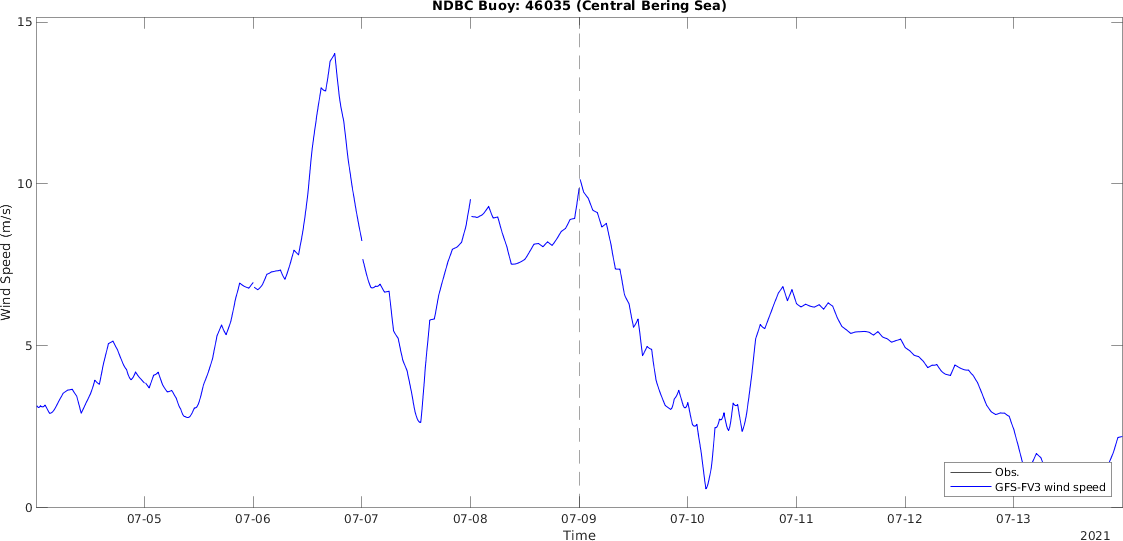 NDBC Buoy: 46035 (Central Bering Sea)
15
10
5
0
Wind Speed (m/s)
07-05 07-06 07-07 07-08 07-09 07-10 07-11 07-12 07-13
Time
2021
Obs.
GFS-FV3 wind speed